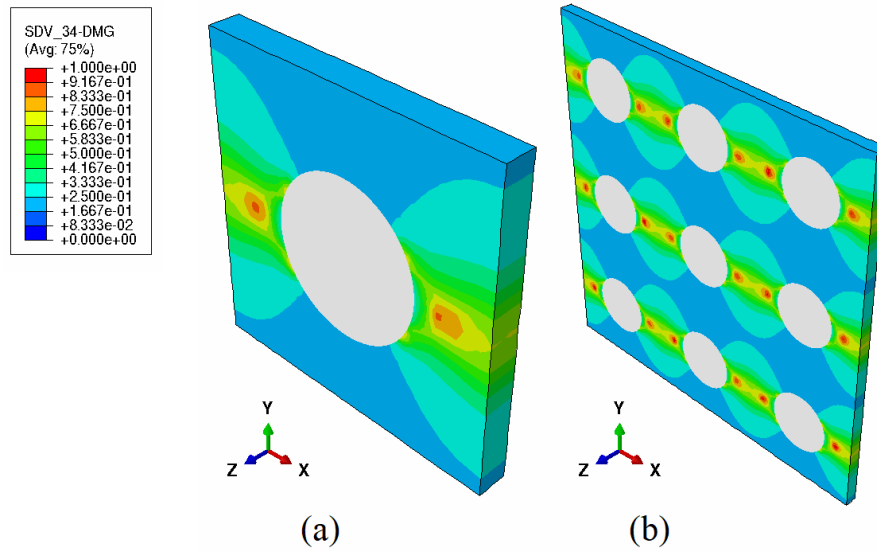 SDV_34-DMG
(Avg: 75%)
+1.000e+00
+9.167e-01
+8.333e-01
+7.500e-01
+6.667e-01
+5.833e-01
+5.000e-01
+4.167e-01
+3.333e-01
+2.500e-01
+1.667e-01
+8.333e-02
+0.000e+00
Y
Z X
(a)
Y
Z X
(b)